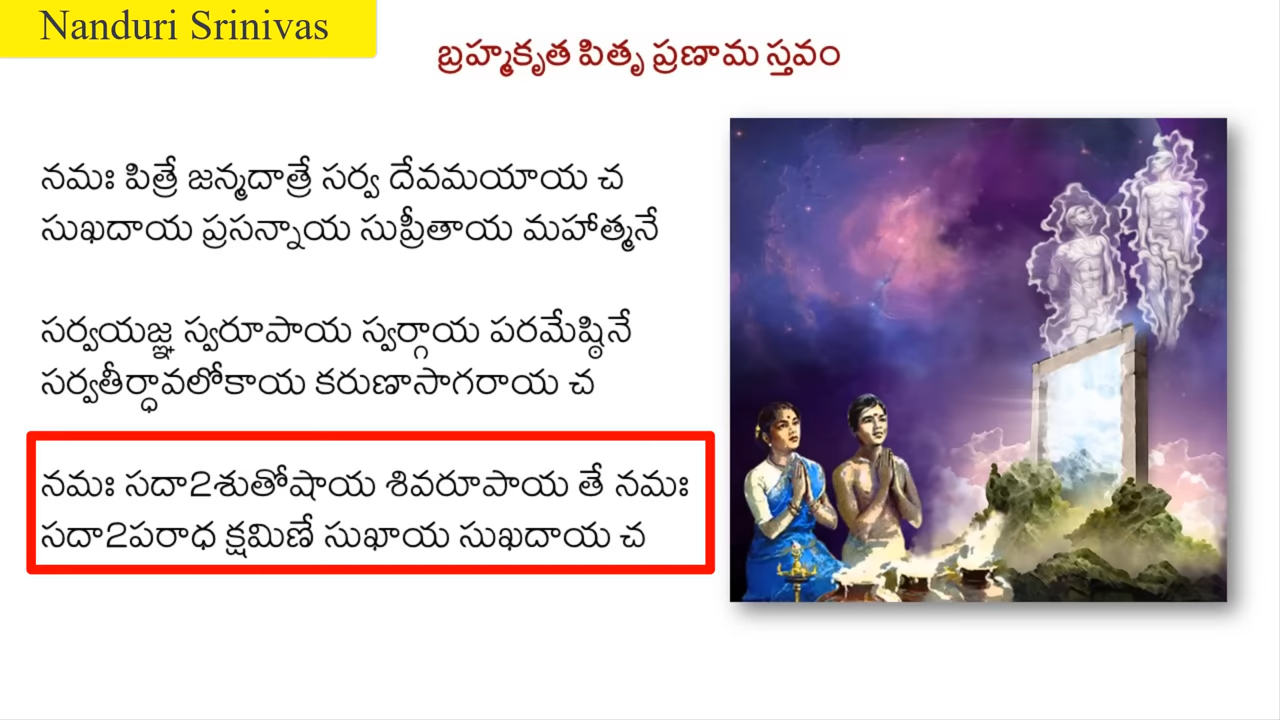 Nanduri Srinivas
బ్రహ్మకృత పితృ ప్రణామ స్తవం
నమః పిత్రే జన్మదాత్రే సర్వ దేవమయాయ చ
సుఖదాయ ప్రసన్నాయ సుప్రీతాయ మహాత్మనే
సర్వయజ్ఞ స్వరూపాయ స్వర్గాయ పరమేష్ఠినే
సర్వతీర్థావలోకాయ కరుణాసాగరాయ చ
నమః సదా2శుతోషాయ శివరూపాయ తే నమః
సదా2పరాధ క్షమిణే సుఖాయ సుఖదాయ చ